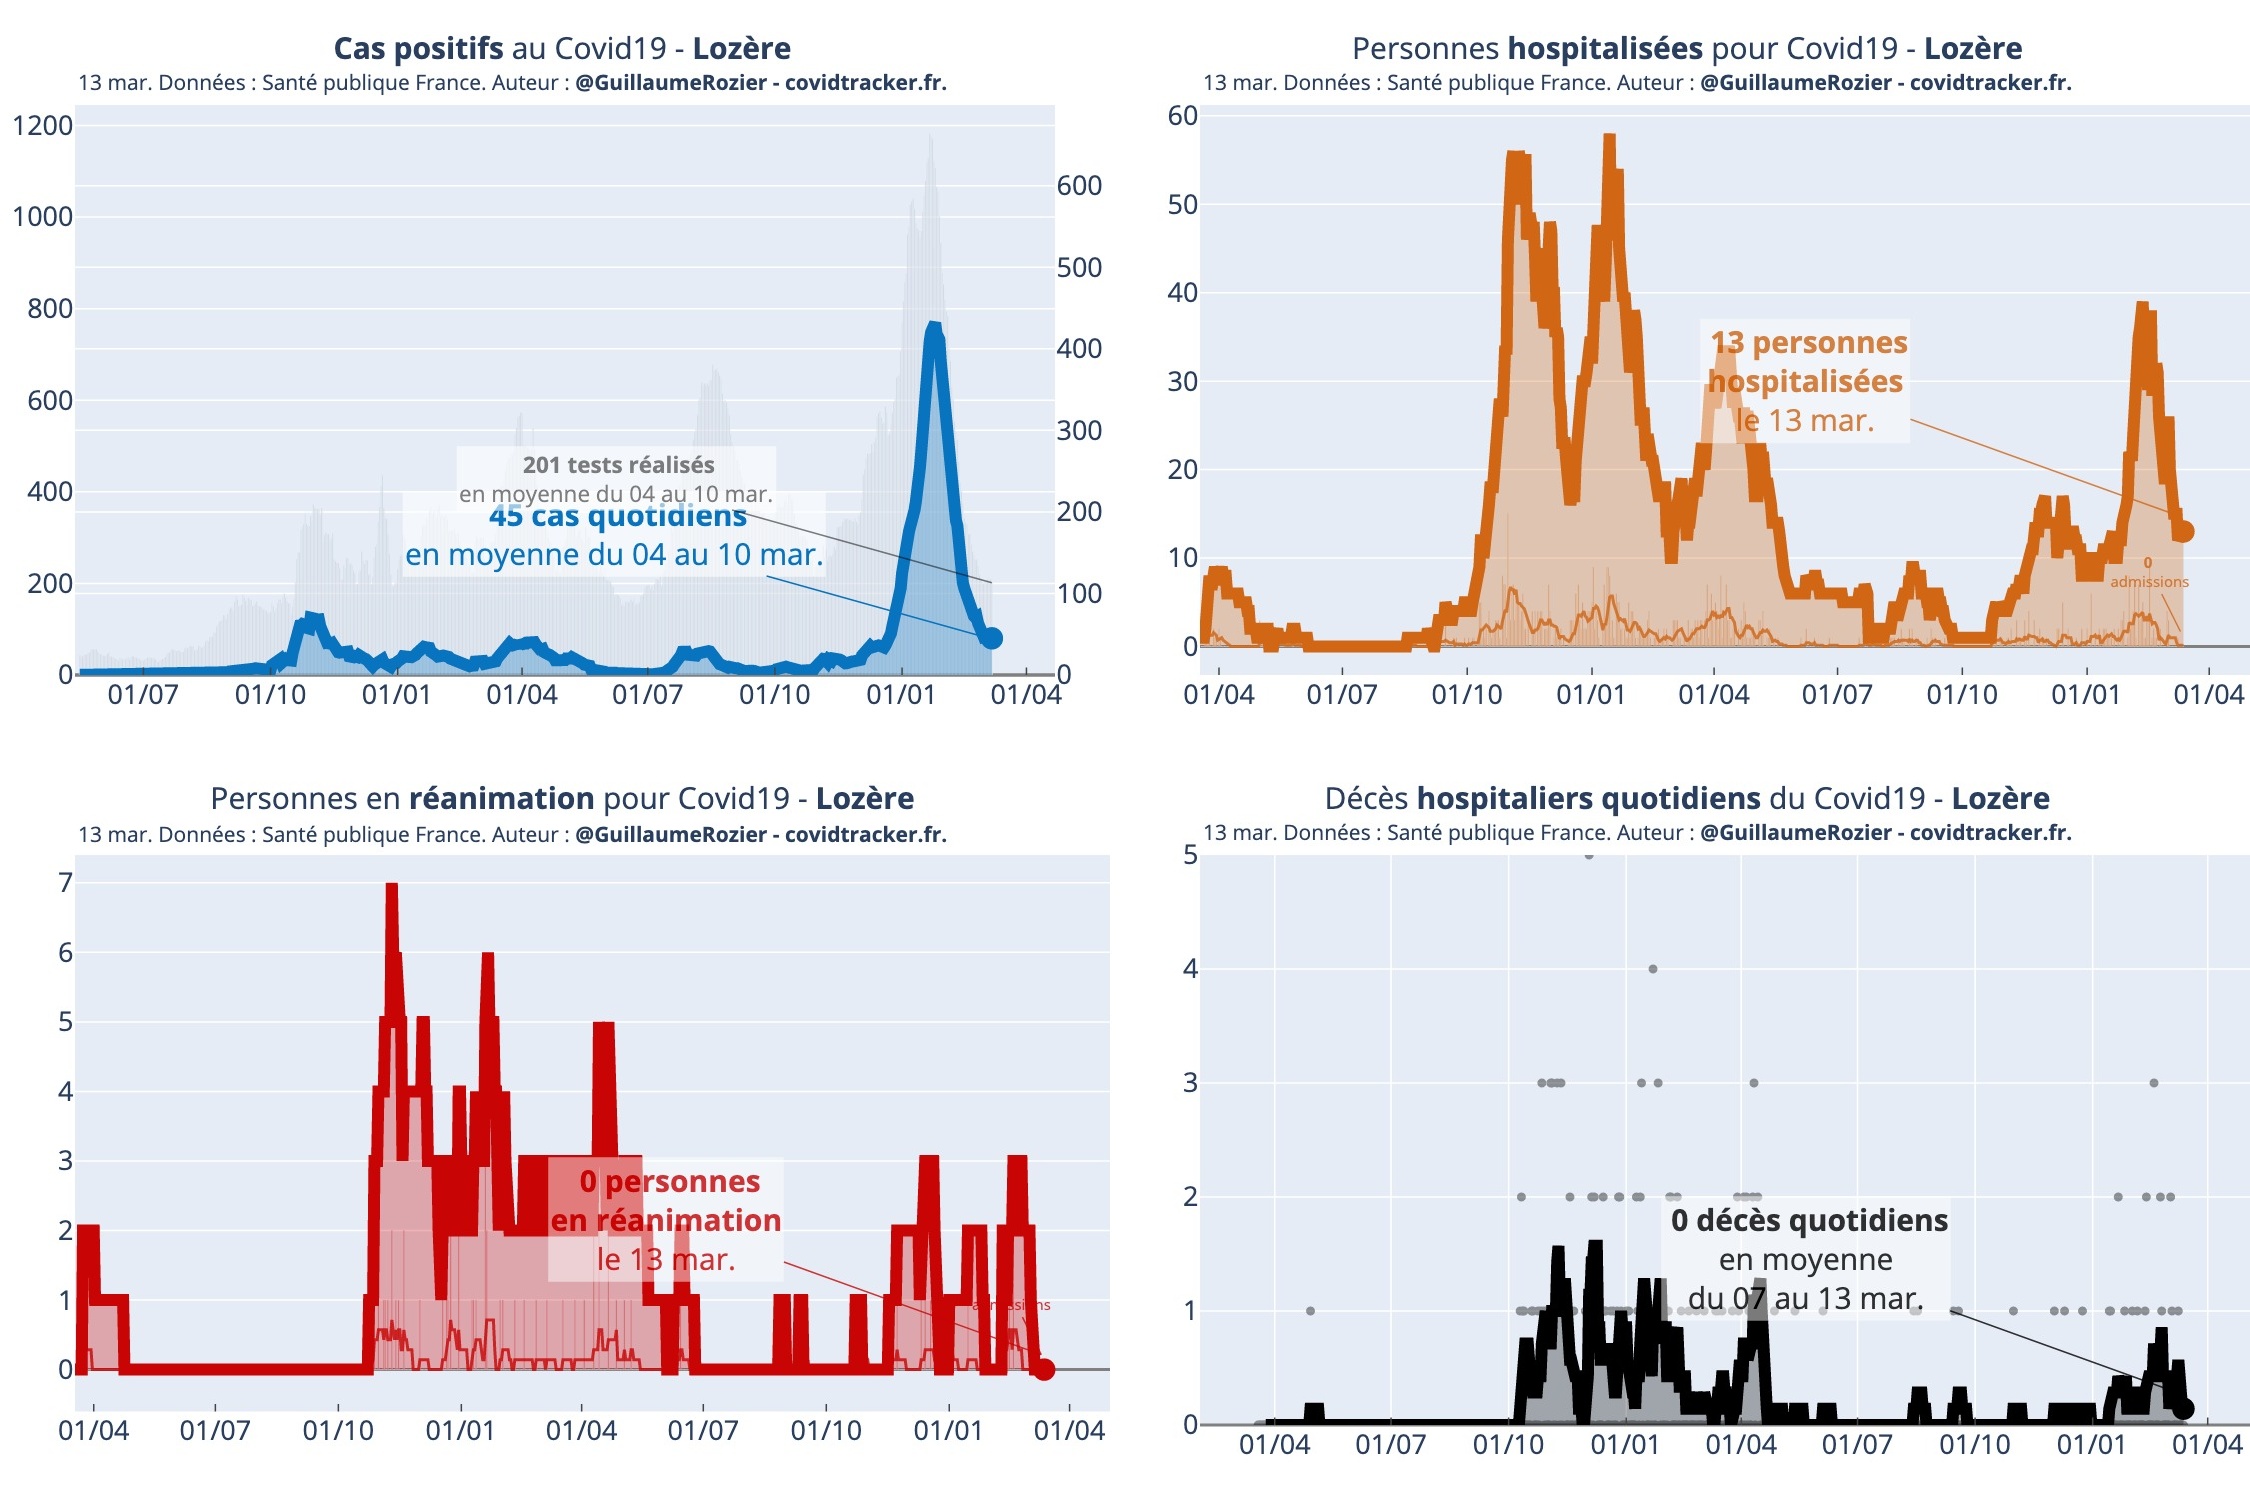 Cas positifs au Covid19 - Lozère
13 mar. Données : Santé publique France. Auteur : @GuillaumeRozier - covidtracker.fr.
1200
1000
800
600
400
200
0
600
500
400
300
200
100
0
201 tests réalisés
en moyenne du 04 au 10 mar.
45 cas quotidiens
en moyenne du 04 au 10 mar.
01/07 01/10 01/01 01/04 01/07 01/10 01/01 01/04
Personnes hospitalisées pour Covid19 - Lozère
13 mar. Données : Santé publique France. Auteur : @GuillaumeRozier - covidtracker.fr.
60
50
40
30
20
10
0
13 personnes
hospitalisées
le 13 mar.
0
admissions
01/04 01/07 01/10 01/01 01/04 01/07 01/10 01/01 01/04
Personnes en réanimation pour Covid19 - Lozère
13 mar. Données : Santé publique France. Auteur : @GuillaumeRozier - covidtracker.fr.
7
6
5
4
3
2
1
0
0 personnes
en réanimation
le 13 mar.
admissions
01/04 01/07 01/10 01/01 01/04 01/07 01/10 01/01 01/04
Décès hospitaliers quotidiens du Covid19 - Lozère
13 mar. Données : Santé publique France. Auteur : @GuillaumeRozier - covidtracker.fr.
5
4
3
2
1
0
0 décès quotidiens
en moyenne
du 07 au 13 mar.
01/04 01/07 01/10 01/01 01/04 01/07 01/10 01/01 01/04